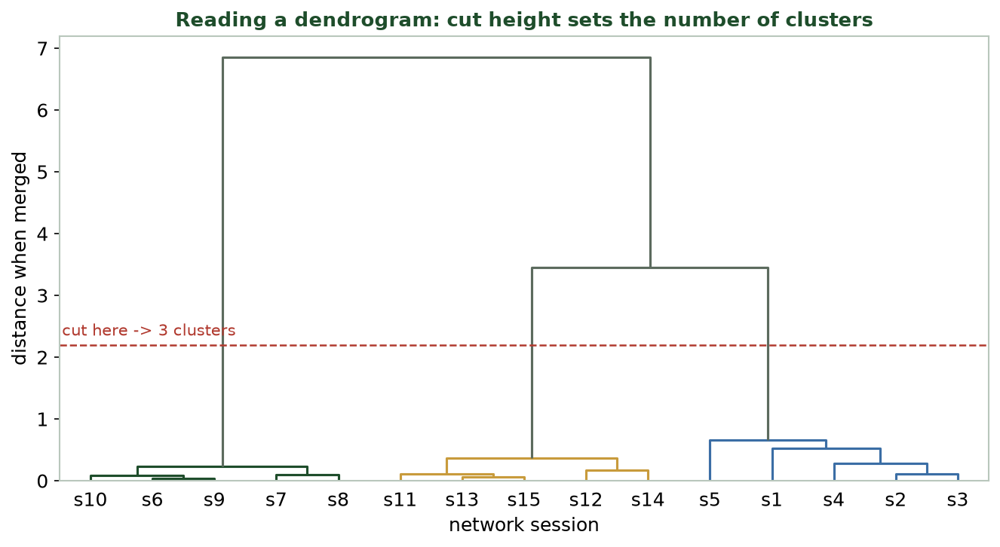 Reading a dendrogram: cut height sets the number of clusters
distance when merged
7
6
5
4
3
2
1
0
cut here -> 3 clusters
s10 s6 s9 s7 s8 s11 s13 s15 s12 s14 s5 s1 s4 s2 s3
network session